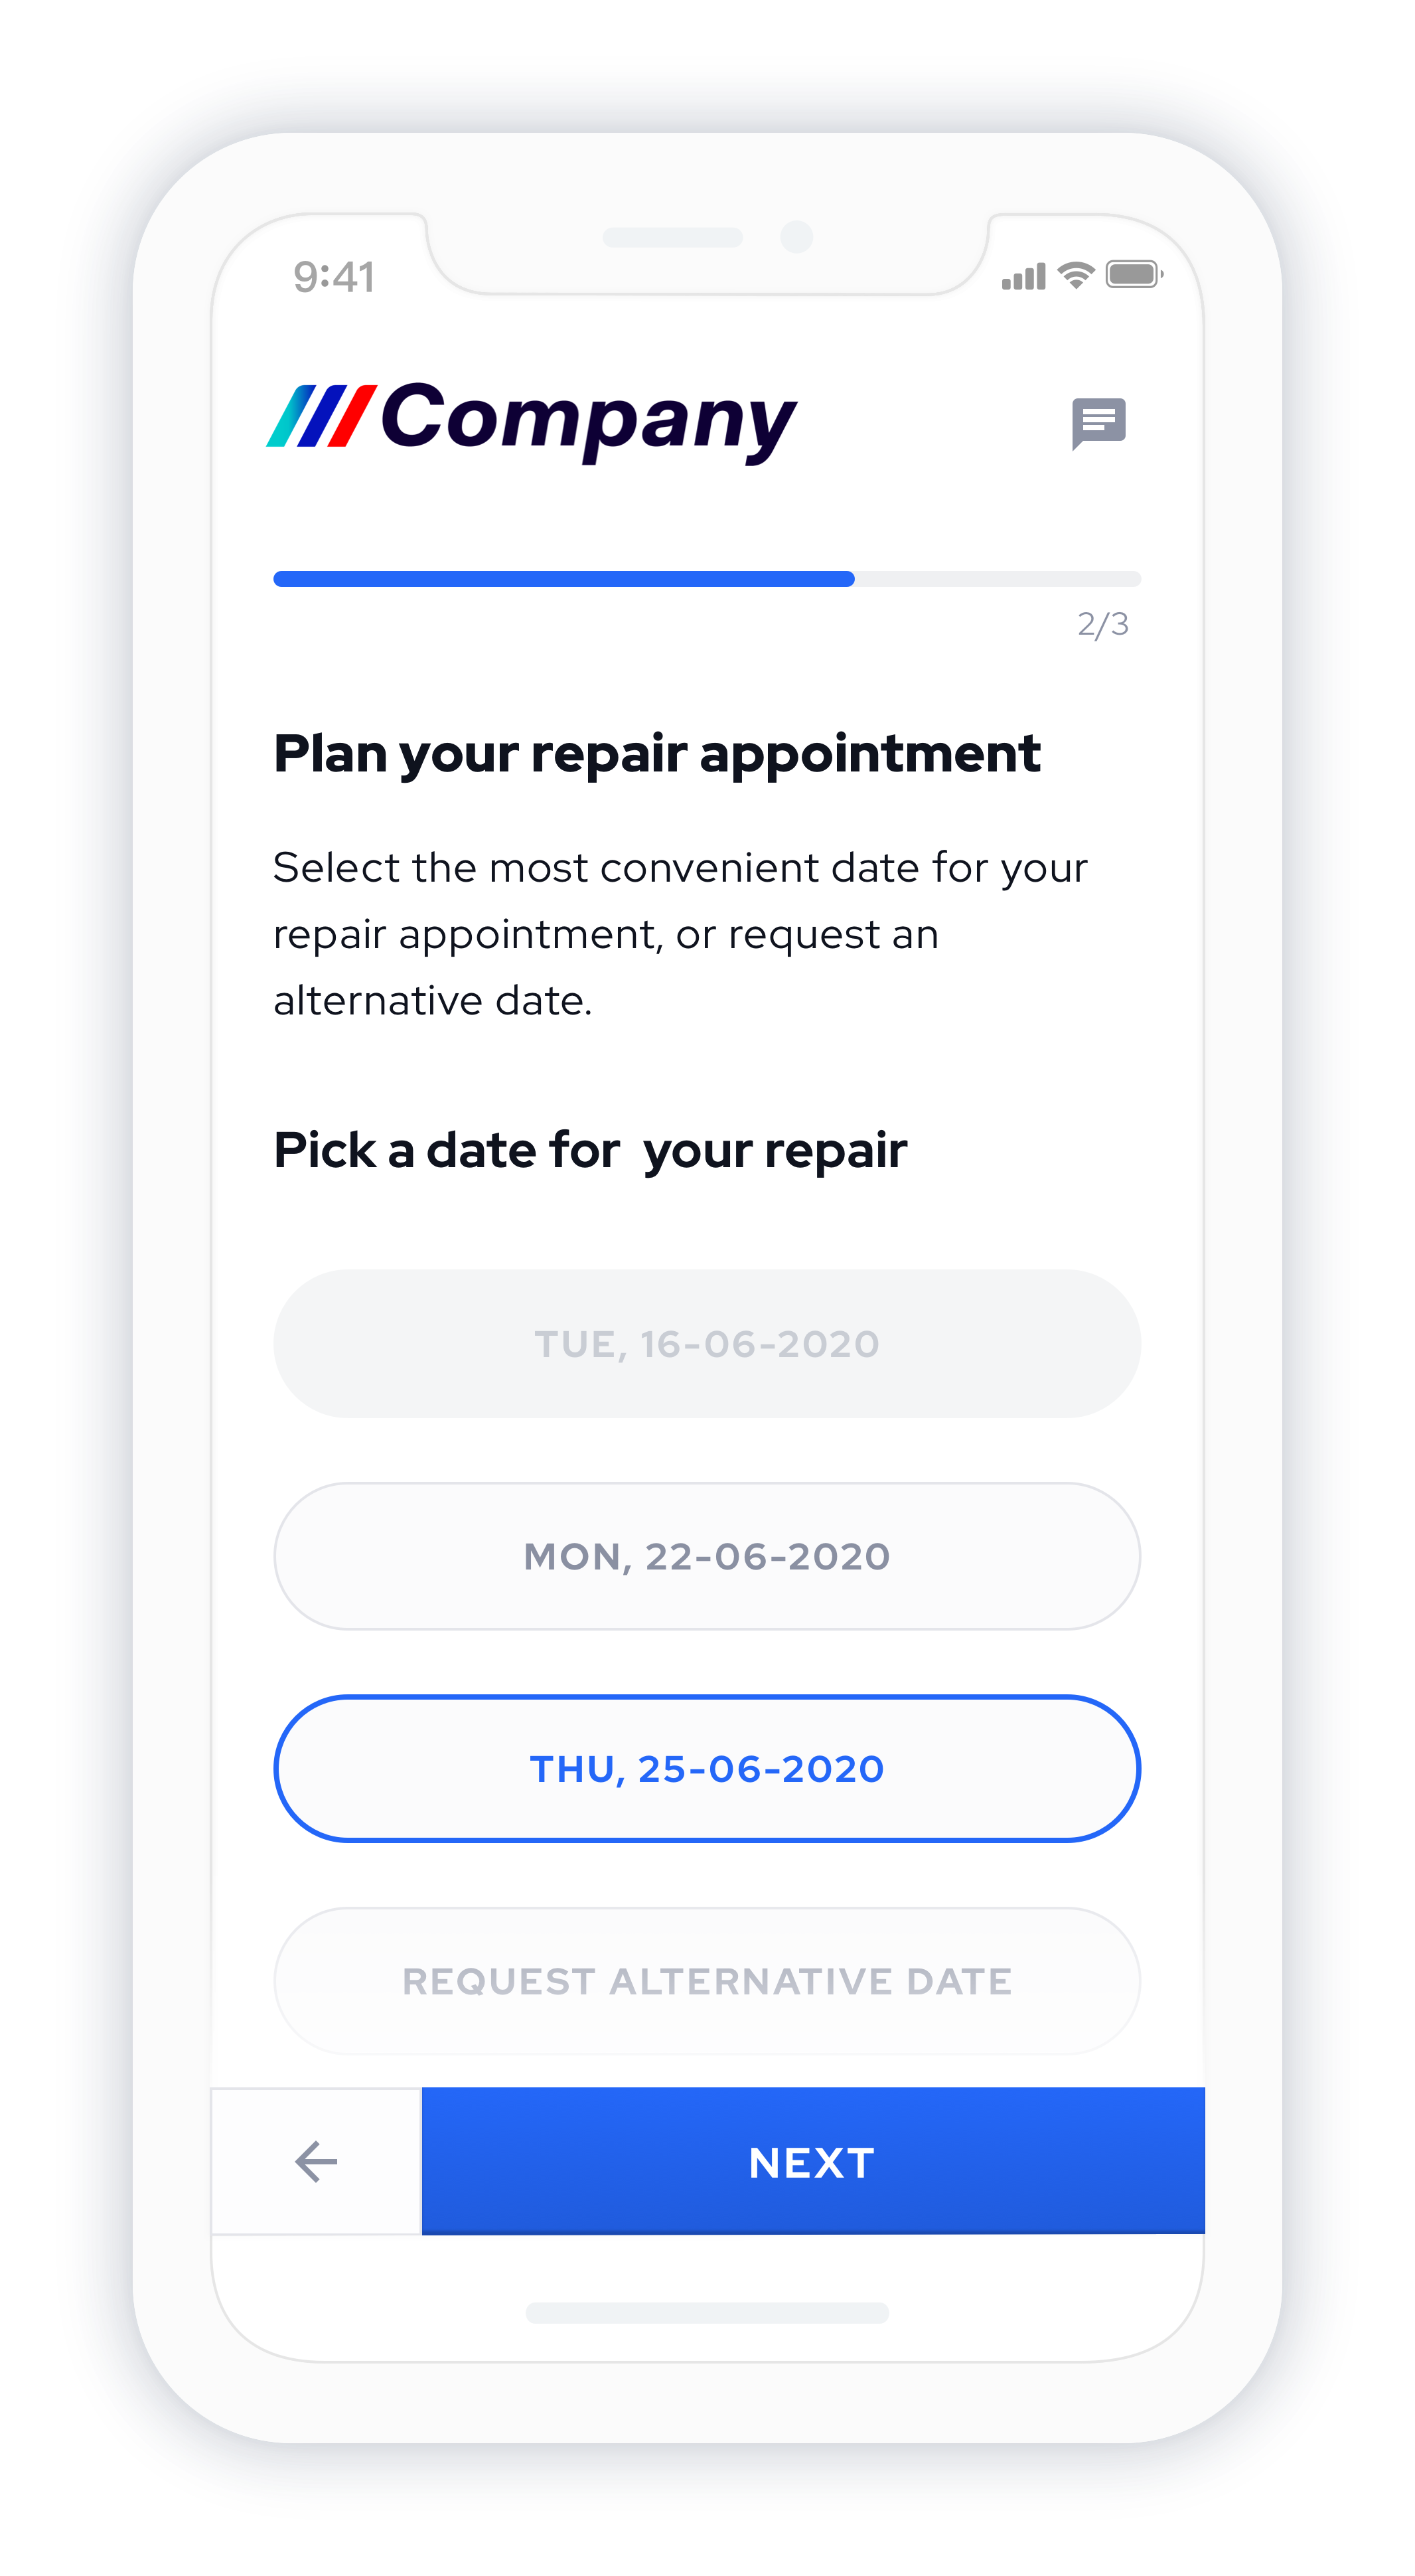 9:41
Company
2/3
Plan your repair appointment
Select the most convenient date for your
repair appointment, or request an
alternative date.
Pick a date for  your repair
TUE, 16-06-2020
MON, 22-06-2020
THU, 25-06-2020
REQUEST ALTERNATIVE DATE
NEXT